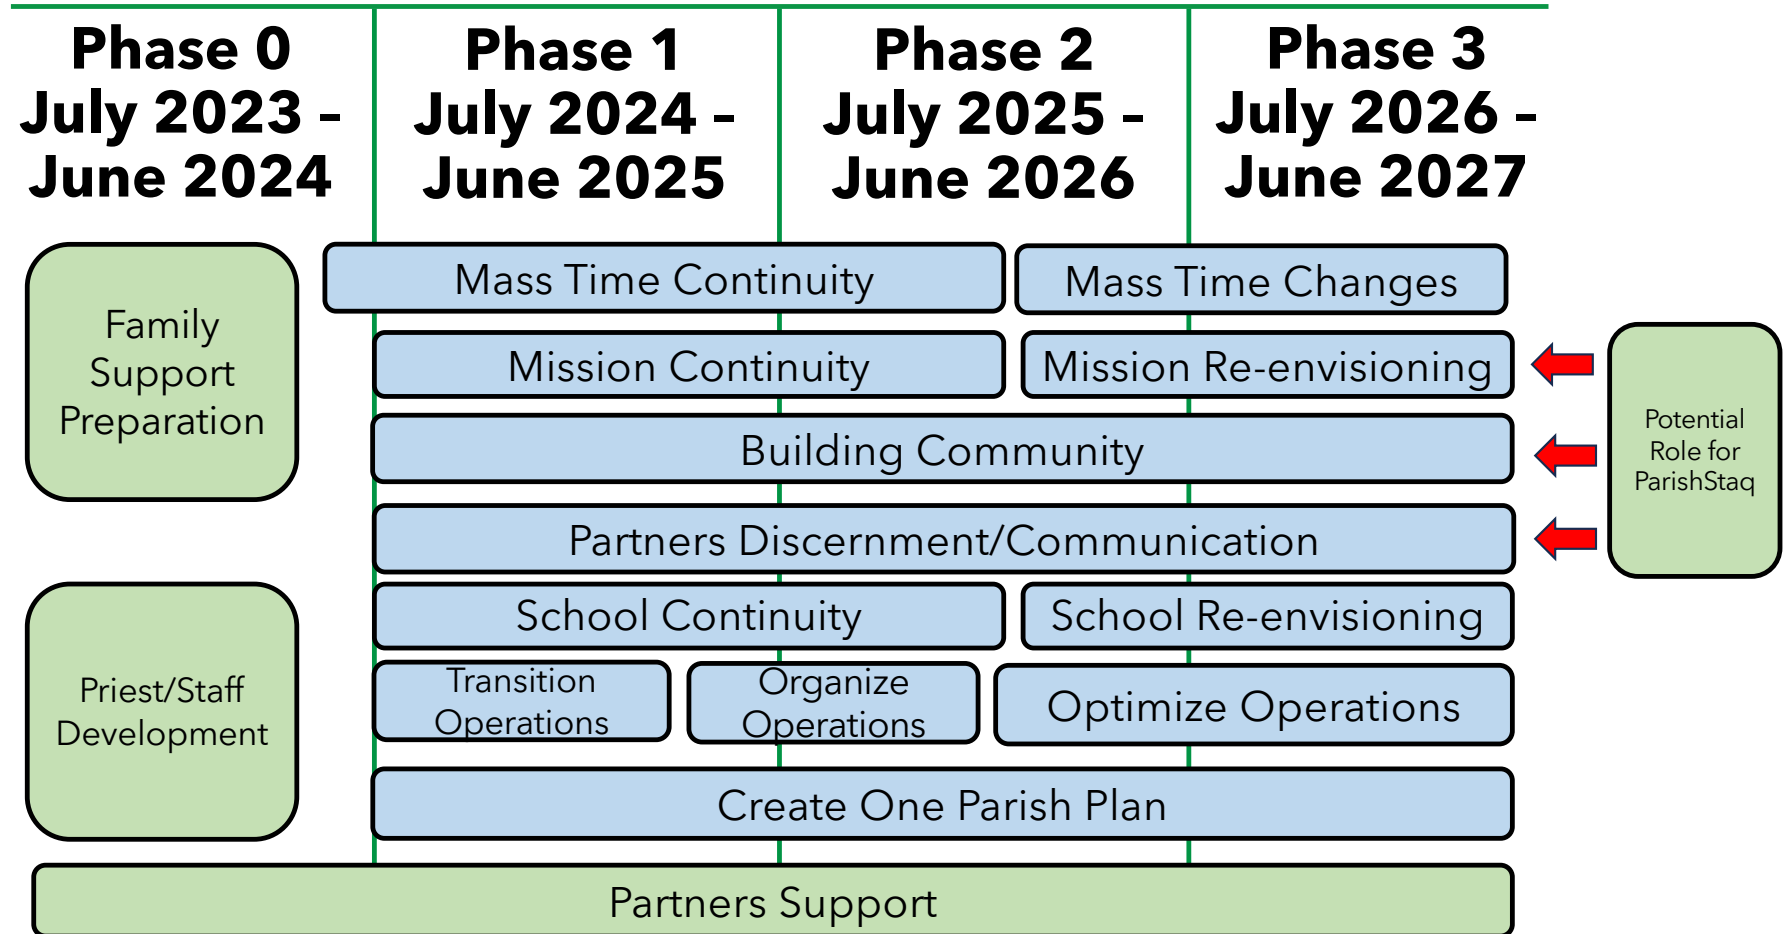 Phase 0
July 2023 –
June 2024
Phase 1
July 2024 –
June 2025
Phase 2
July 2025 –
June 2026
Phase 3
July 2026 –
June 2027
Family
Support
Preparation
Mass Time Continuity
Mass Time Changes
Mission Continuity
Mission Re-envisioning
Building Community
Potential
Role for
ParishStaq
Partners Discernment/Communication
Priest/Staff
Development
School Continuity
School Re-envisioning
Transition
Operations
Organize
Operations
Optimize Operations
Create One Parish Plan
Partners Support